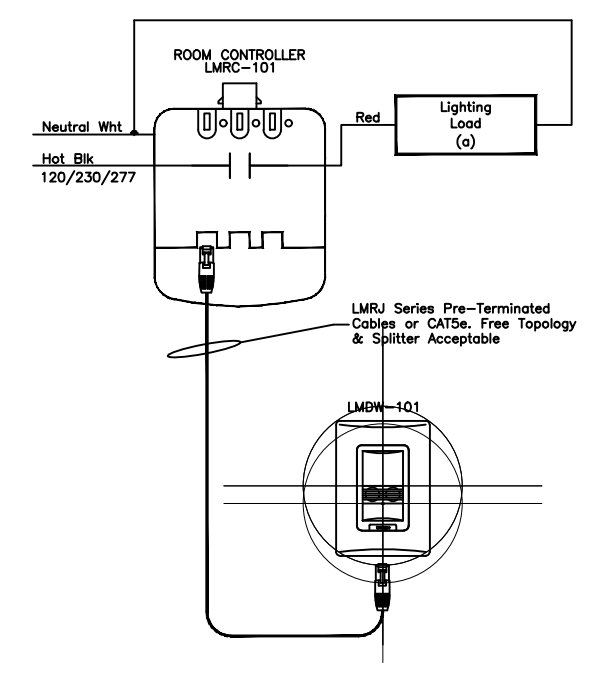 ROOM CONTROLLER
LMRC-101
Neutral Wht
Hot Blk
120/230/277
Red
Lighting
Load
(a)
LMRJ Series Pre-Terminated
Cables or CAT5e. Free Topology
& Splitter Acceptable
LMDW-101